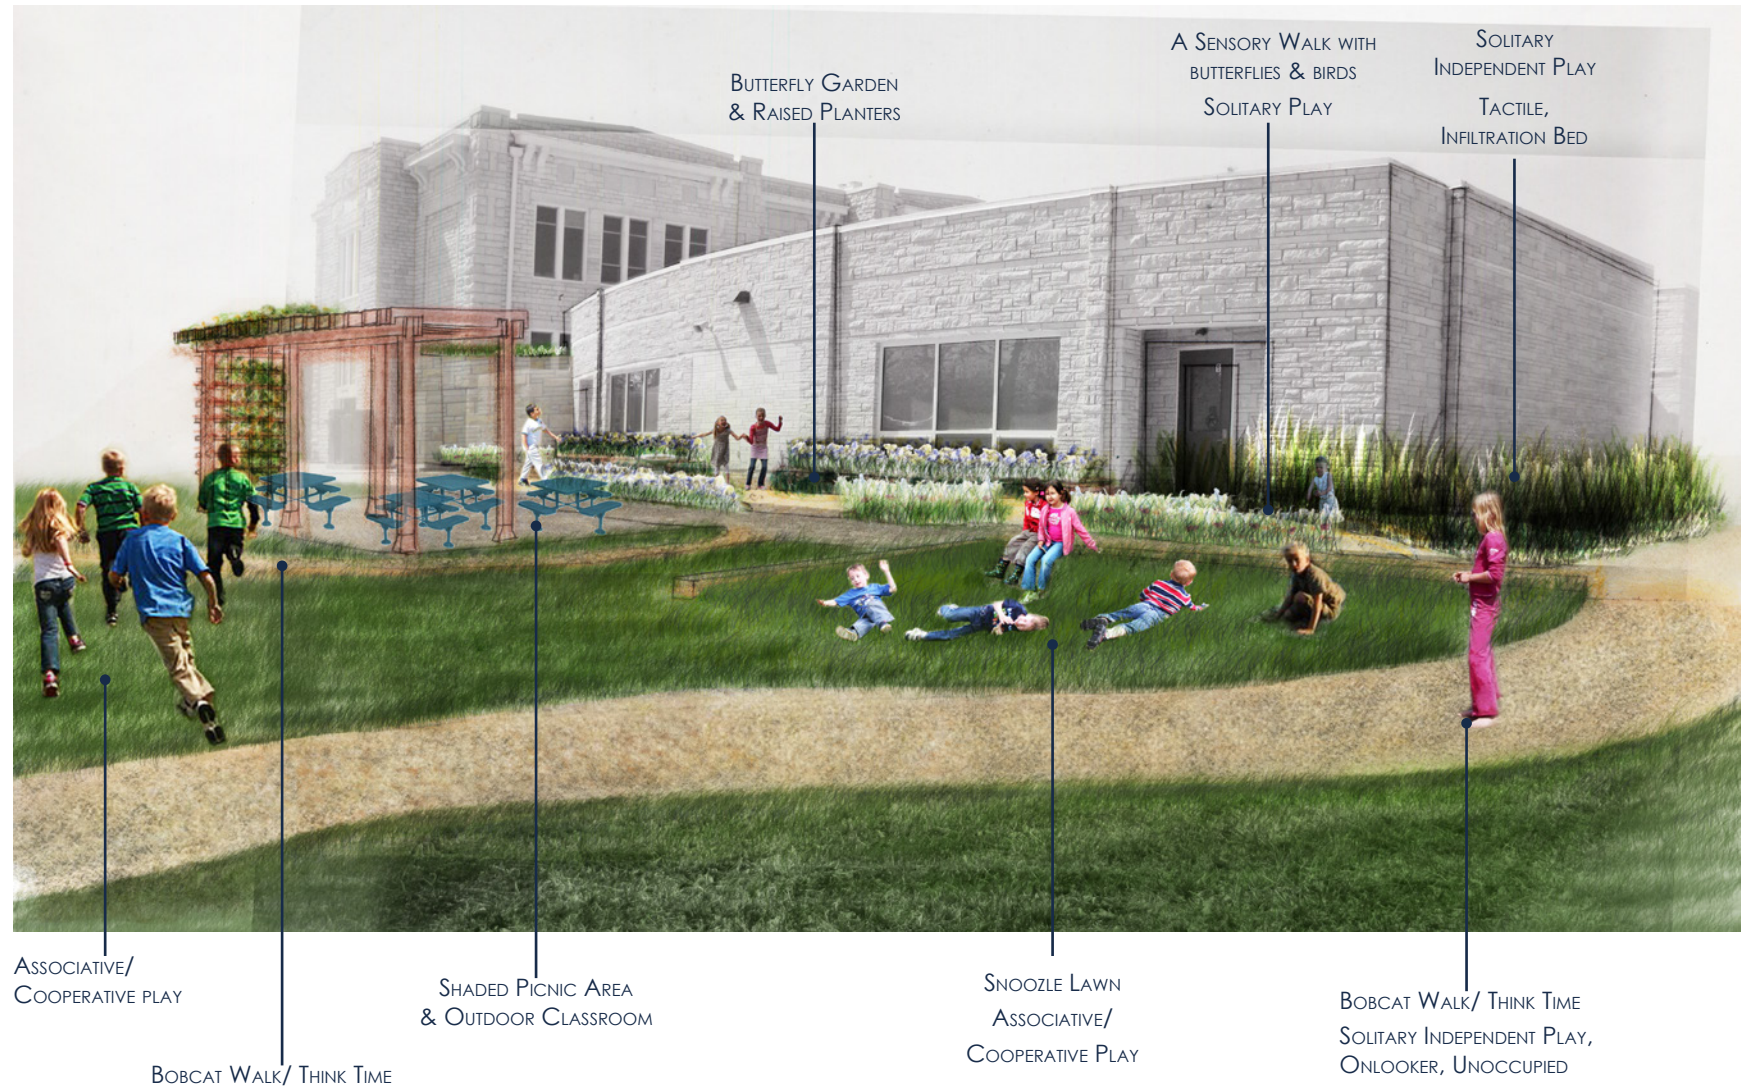 Butterfly Garden
& Raised Planters
A Sensory Walk with
butterflies & birds
Solitary Play
Solitary
Independent Play
Tactile,
Infiltration Bed
Associative/
Cooperative play
Bobcat Walk/ Think Time
Shaded Picnic Area
& Outdoor Classroom
Snoozle Lawn
Associative/
Cooperative Play
Bobcat Walk/ Think Time
Solitary Independent Play,
Onlooker, Unoccupied